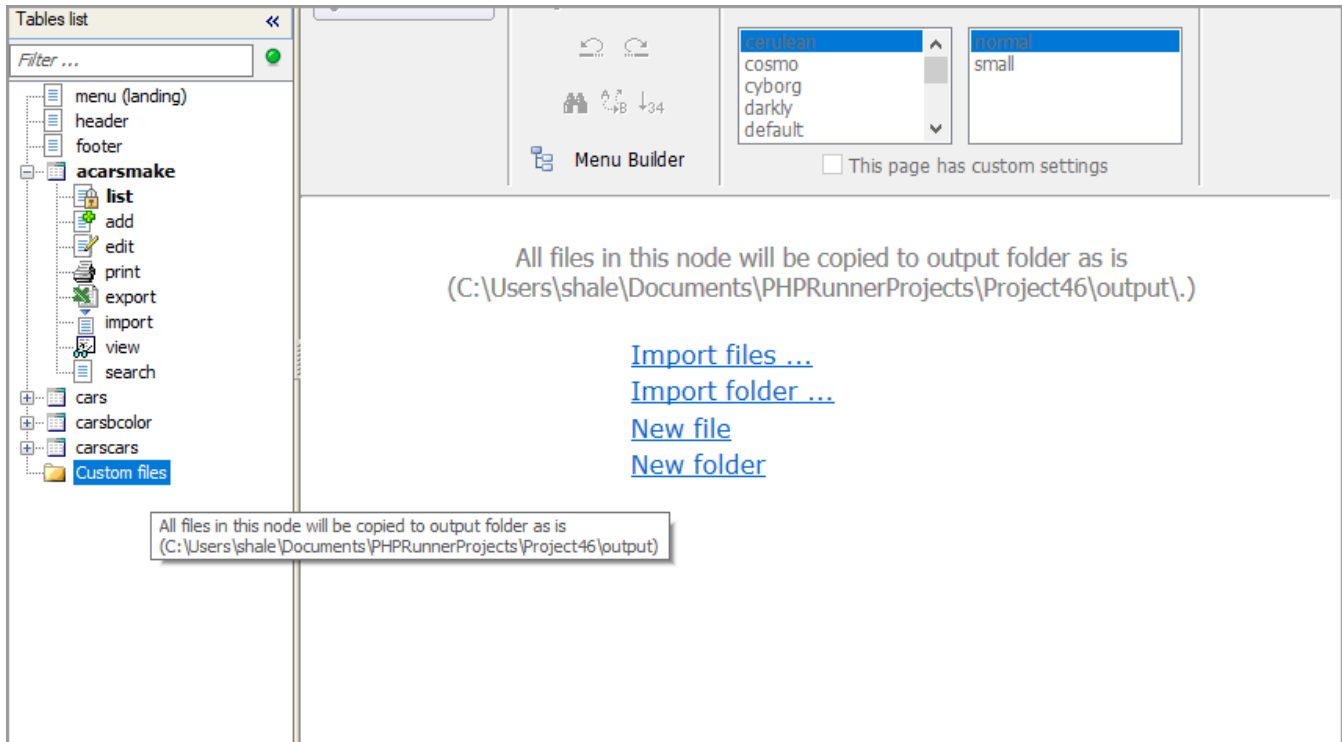 Tables list
Filter ...
menu (landing)
header
footer
acarsmake
list
add
edit
print
export
import
view
search
cars
carsbcolor
carscars
Custom files
Menu Builder
cerulean
cosmo
cyborg
darkly
default
normal
small
This page has custom settings
All files in this node will be copied to output folder as is
(C:\Users\shale\Documents\PHPRunnerProjects\Project46\output\.)
Import files ...
Import folder ...
New file
New folder
All files in this node will be copied to output folder as is
(C:\Users\shale\Documents\PHPRunnerProjects\Project46\output)